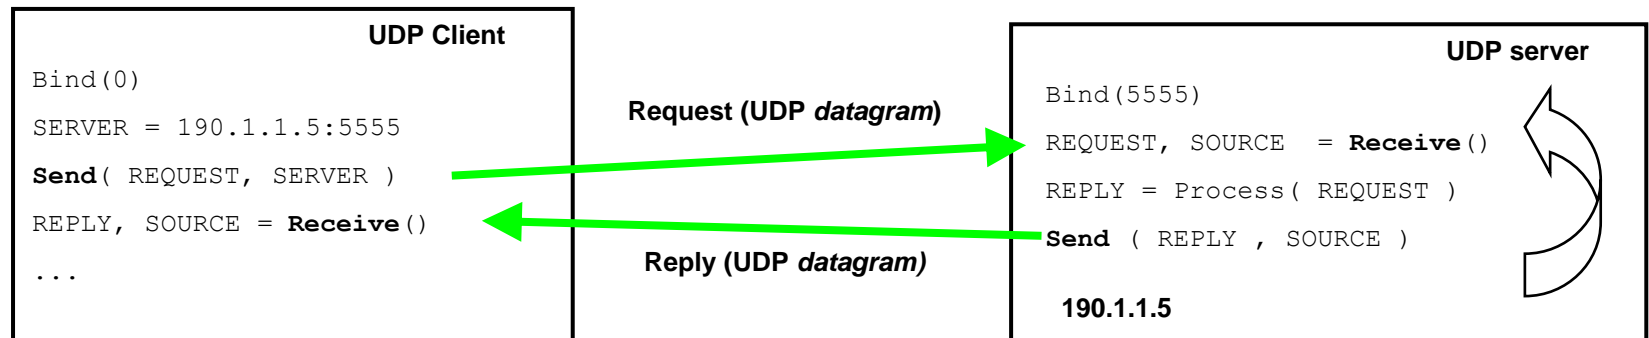 UDP Client
Bind(0)
SERVER = 190.1.1.5:5555
Send( REQUEST, SERVER )
REPLY, SOURCE = Receive()
...
Request (UDP datagram)
Reply (UDP datagram)
UDP server
Bind(5555)
REQUEST, SOURCE  = Receive()
REPLY = Process( REQUEST )
Send ( REPLY , SOURCE )
190.1.1.5